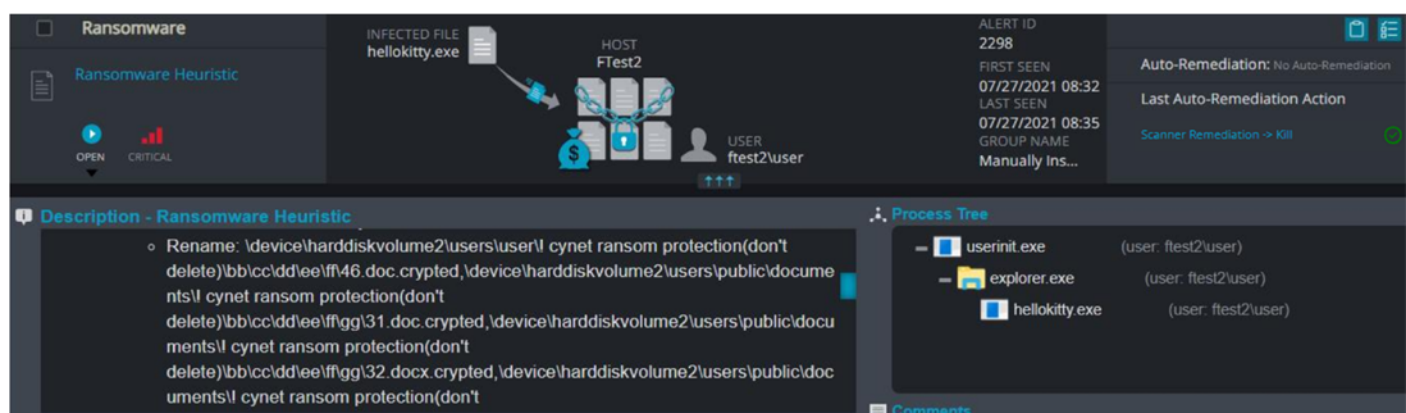 Ransomware
Ransomware Heuristic
OPEN
CRITICAL
INFECTED FILE
hellokitty.exe
HOST
FTest2
$
USER
ftest2\user
ALERT ID
2298
FIRST SEEN
07/27/2021 08:32
LAST SEEN
07/27/2021 08:35
GROUP NAME
Manually Ins...
Auto-Remediation: No Auto-Remediation
Last Auto-Remediation Action
Scanner Remediation -> Kill
Description - Ransomware Heuristic
Rename: \device\harddiskvolume2\users\user\! cynet ransom protection(don't
delete)\bb\cc\dd\ee\ff\46.doc.crypted,\device\harddiskvolume2\users\public\docume
nts\! cynet ransom protection(don't
delete)\bb\cc\dd\ee\ff\gg\31.doc.crypted,\device\harddiskvolume2\users\public\docu
ments\! cynet ransom protection(don't
delete)\bb\cc\dd\ee\ff\gg\32.docx.crypted,\device\harddiskvolume2\users\public\doc
uments\! cynet ransom protection(don't
Process Tree
userinit.exe (user: ftest2\user)
explorer.exe (user: ftest2\user)
hellokitty.exe (user: ftest2\user)
Comments